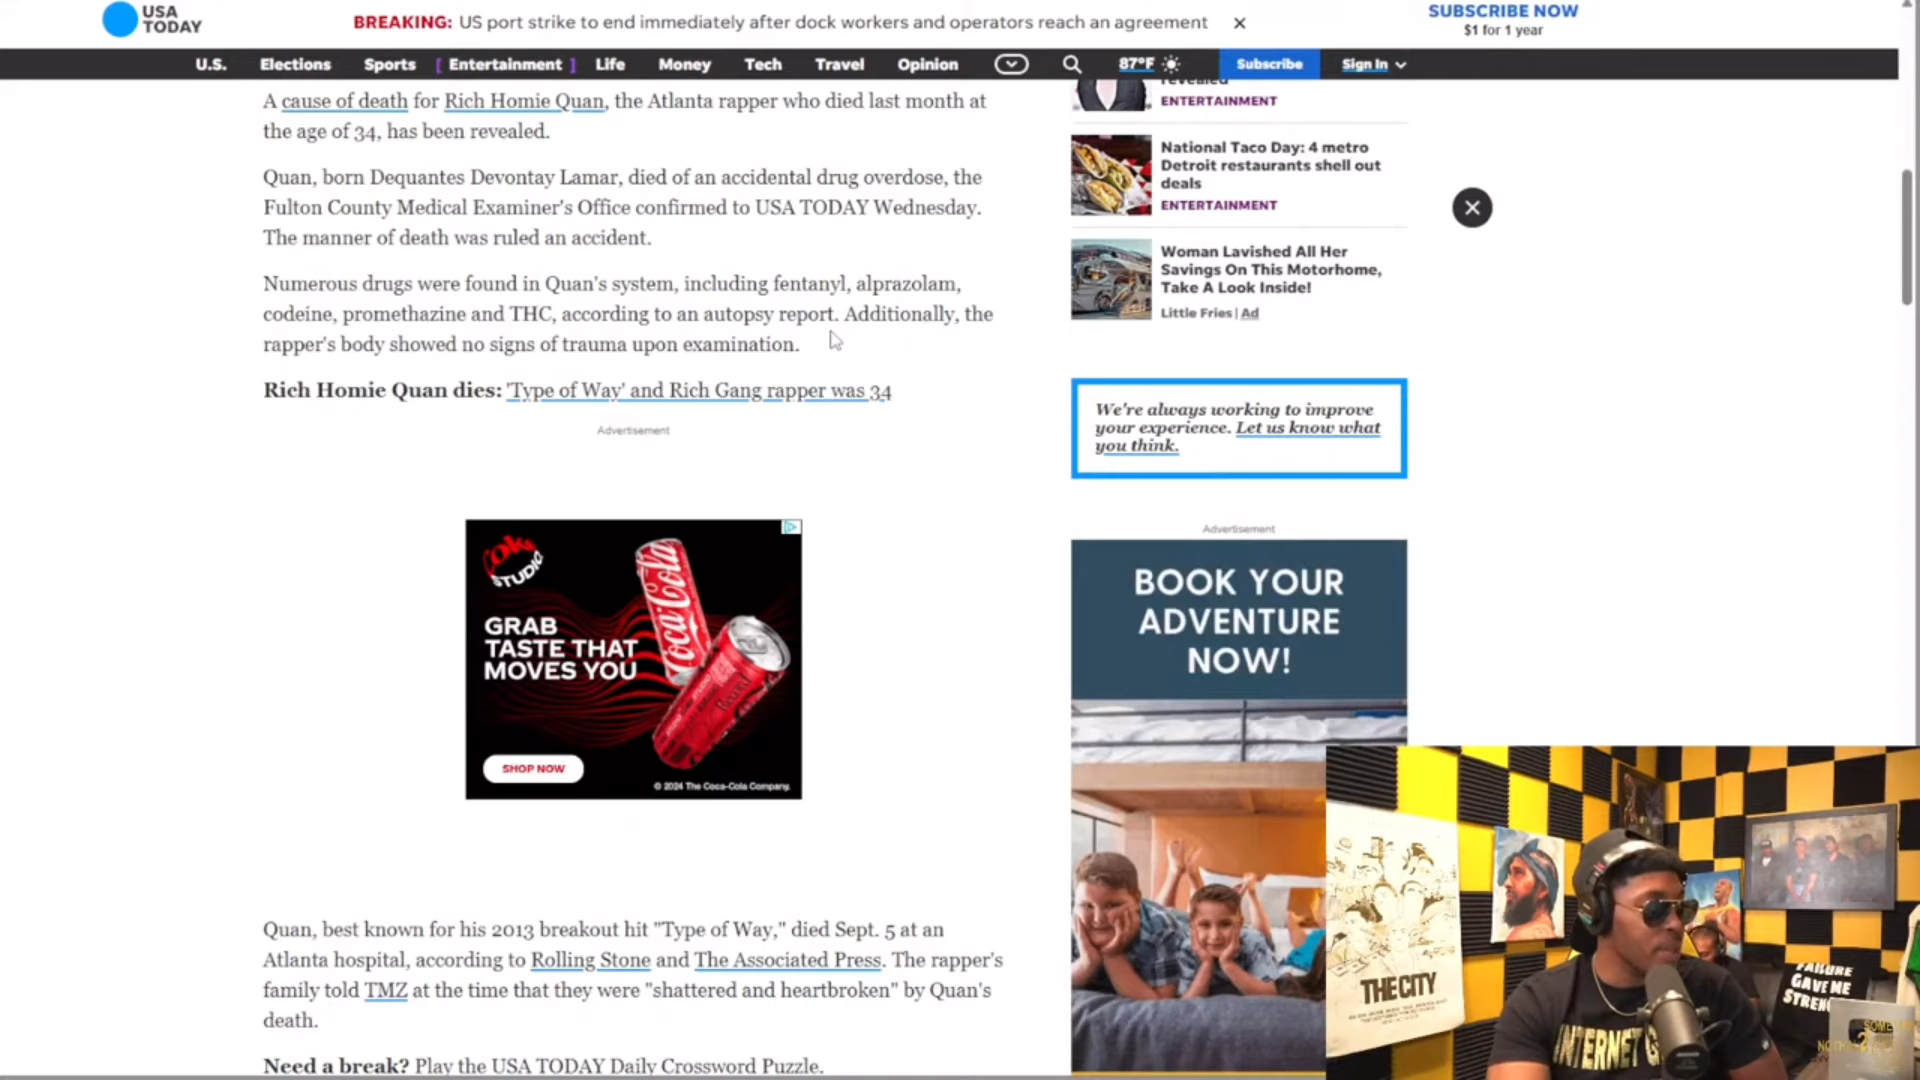 USA
TODAY
BREAKING: US port strike to end immediately after dock workers and operators reach an agreement
SUBSCRIBE NOW
$1 for 1 year
U.S. Elections Sports [ Entertainment ] Life Money Tech Travel Opinion 87°F Subscribe Sign In
A cause of death for Rich Homie Quan, the Atlanta rapper who died last month at
the age of 34, has been revealed.
Quan, born Dequantes Devontay Lamar, died of an accidental drug overdose, the
Fulton County Medical Examiner's Office confirmed to USA TODAY Wednesday.
The manner of death was ruled an accident.
Numerous drugs were found in Quan's system, including fentanyl, alprazolam,
codeine, promethazine and THC, according to an autopsy report. Additionally, the
rapper's body showed no signs of trauma upon examination.
Rich Homie Quan dies: 'Type of Way' and Rich Gang rapper was 34
Advertisement
Coke
STUDIO
GRAB
TASTE THAT
MOVES YOU
Coca-Cola
SHOP NOW
© 2024 The Coca-Cola Company.
Quan, best known for his 2013 breakout hit "Type of Way," died Sept. 5 at an
Atlanta hospital, according to Rolling Stone and The Associated Press. The rapper's
family told TMZ at the time that they were "shattered and heartbroken" by Quan's
death.
Need a break? Play the USA TODAY Daily Crossword Puzzle.
revealed
ENTERTAINMENT
National Taco Day: 4 metro
Detroit restaurants shell out
deals
ENTERTAINMENT
Woman Lavished All Her
Savings On This Motorhome,
Take A Look Inside!
Little Fries | Ad
We're always working to improve
your experience. Let us know what
you think.
Advertisement
BOOK YOUR
ADVENTURE
NOW!
THE CITY
FAILURE
GAVE ME
INTERNET